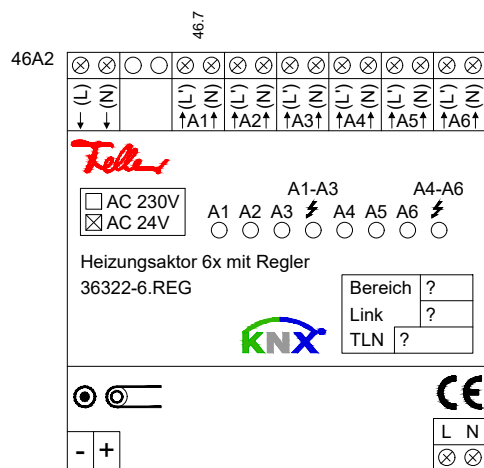 46.7
46A2
(L') (N) (L') (N) (L') (N) (L') (N) (L') (N) (L') (N) (L') (N)
A1 A2 A3 A4 A5 A6
Feller
AC 230V
AC 24V
A1-A3 A4-A6
A1 A2 A3 A4 A5 A6
Heizungsaktor 6x mit Regler
36322-6.REG
Bereich ?
Link ?
TLN ?
KNX
CE
L N
- +